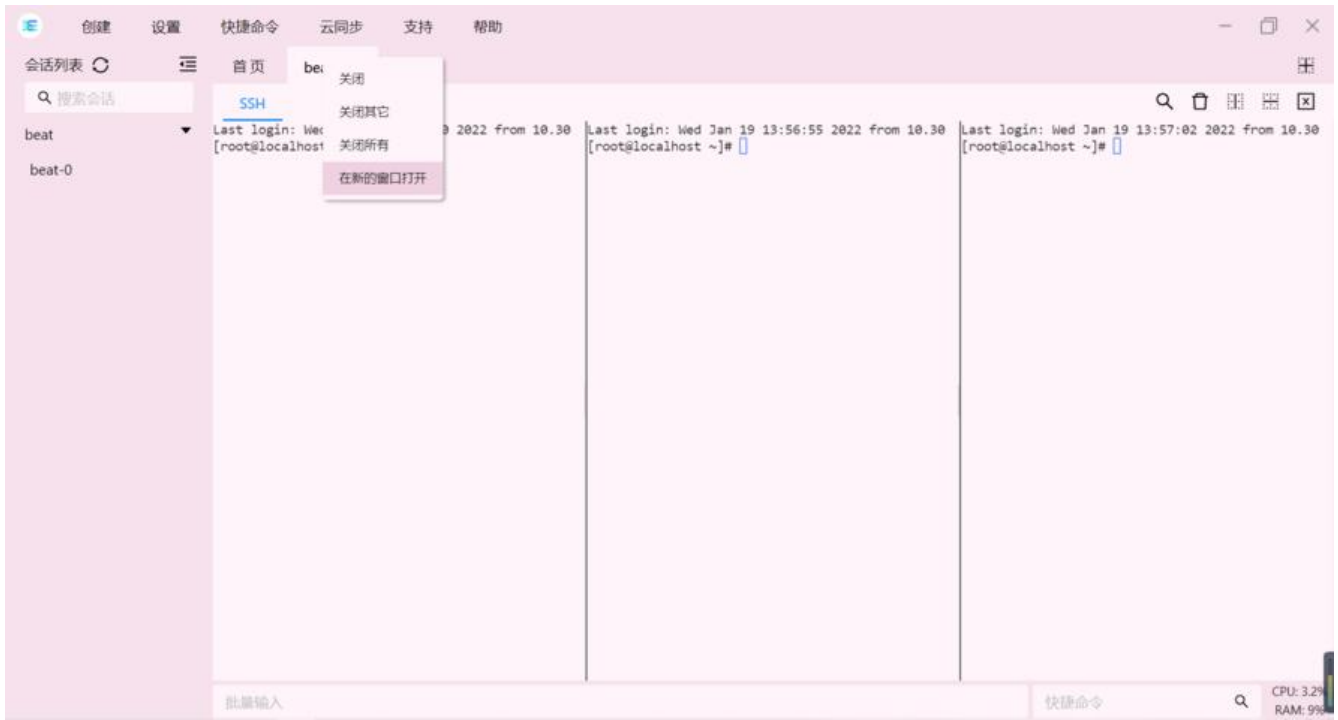 创建 设置 快捷命令 云同步 支持 帮助
会话列表 首页
关闭
搜索会话
SSH
关闭其它
beat
Last login: 2022 from 10.30
Last login: Wed Jan 19 13:56:55 2022 from 10.30
Last login: Wed Jan 19 13:57:02 2022 from 10.30
[root@localhost
关闭所有
[root@localhost ~]#
[root@localhost ~]#
beat-0
在新的窗口打开
批量输入 快捷命令
CPU: 3.2%
RAM: 9%